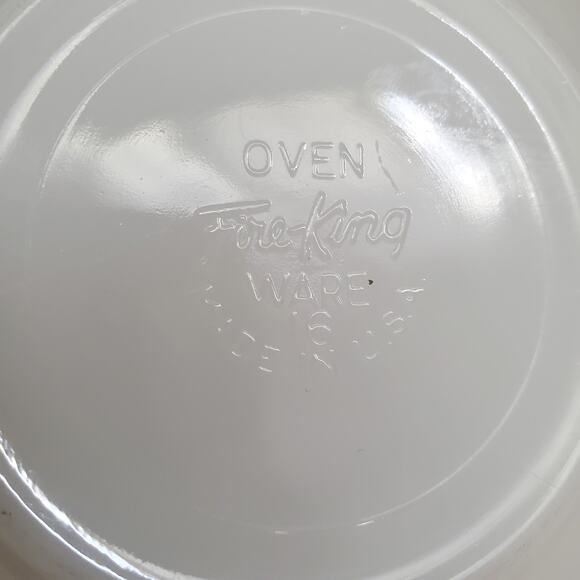 OVEN
Fire-King
WARE
6
MADE IN U.S.A